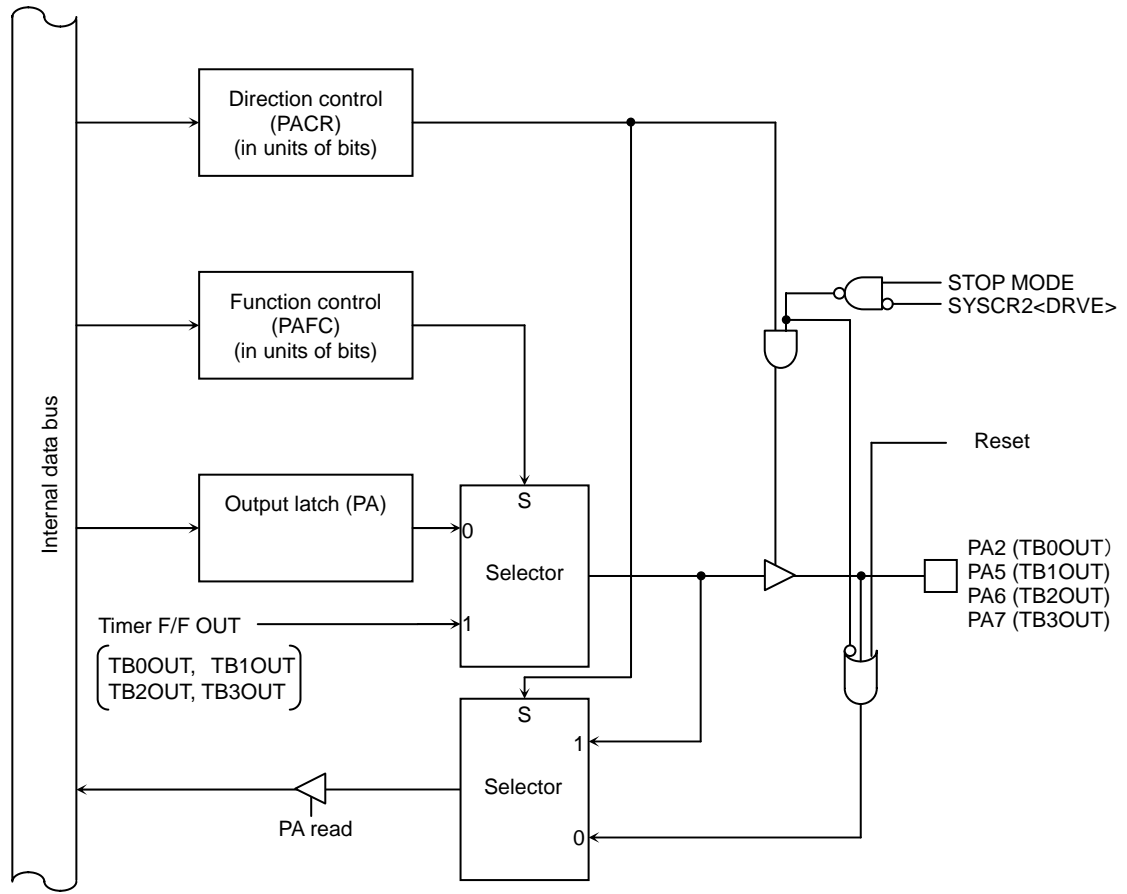 Internal data bus
Direction control
(PACR)
(in units of bits)
Function control
(PAFC)
(in units of bits)
STOP MODE
SYSCR2<DRVE>
Reset
Output latch (PA)
S
0
Selector
1
Timer F/F OUT
TB0OUT, TB1OUT
TB2OUT, TB3OUT
PA2 (TB0OUT）
PA5 (TB1OUT)
PA6 (TB2OUT)
PA7 (TB3OUT)
S
1
Selector
0
PA read